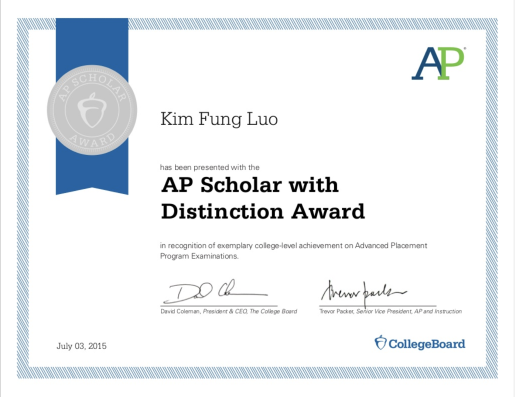 AP
AP SCHOLAR
AWARD
Kim Fung Luo
has been presented with the
AP Scholar with
Distinction Award
in recognition of exemplary college-level achievement on Advanced Placement
Program Examinations.
David Coleman, President & CEO, The College Board
Trevor Packer, Senior Vice President, AP and Instruction
July 03, 2015
CollegeBoard